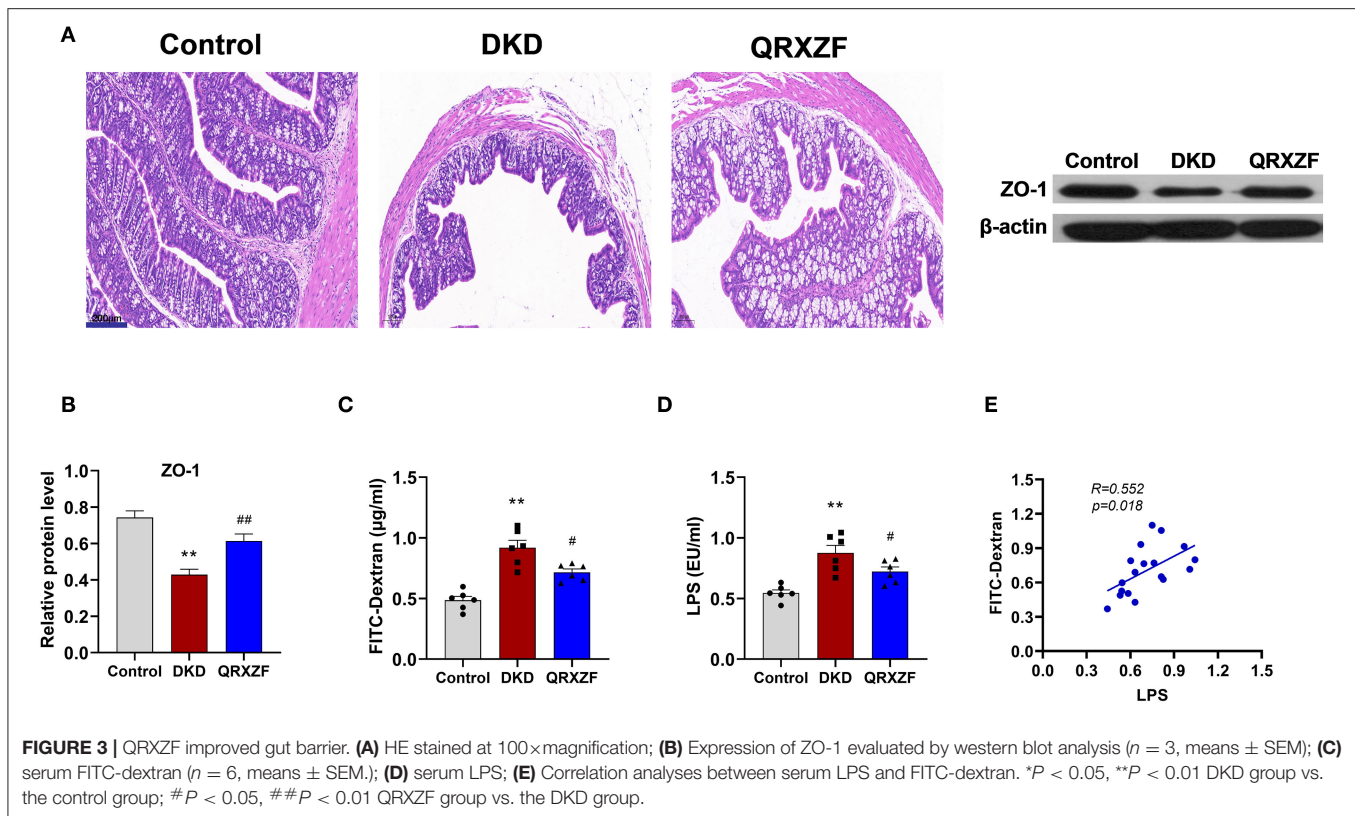 A
Control
DKD
QRXZF
200μm
Control DKD QRXZF
ZO-1
β-actin
B
ZO-1
Relative protein level
1.0
0.8
0.6
0.4
0.2
0.0
**
##
Control DKD QRXZF
C
FITC-Dextran (μg/ml)
1.5
1.0
0.5
0.0
**
#
Control DKD QRXZF
D
LPS (EU/ml)
1.5
1.0
0.5
0.0
**
#
Control DKD QRXZF
E
R=0.552
p=0.018
FITC-Dextran
1.5
1.2
0.9
0.6
0.3
0.0
0.0 0.3 0.6 0.9 1.2 1.5
LPS
FIGURE 3 | QRXZF improved gut barrier. (A) HE stained at 100×magnification; (B) Expression of ZO-1 evaluated by western blot analysis (n = 3, means ± SEM); (C)
serum FITC-dextran (n = 6, means ± SEM.); (D) serum LPS; (E) Correlation analyses between serum LPS and FITC-dextran. *P < 0.05, **P < 0.01 DKD group vs.
the control group; #P < 0.05, ##P < 0.01 QRXZF group vs. the DKD group.